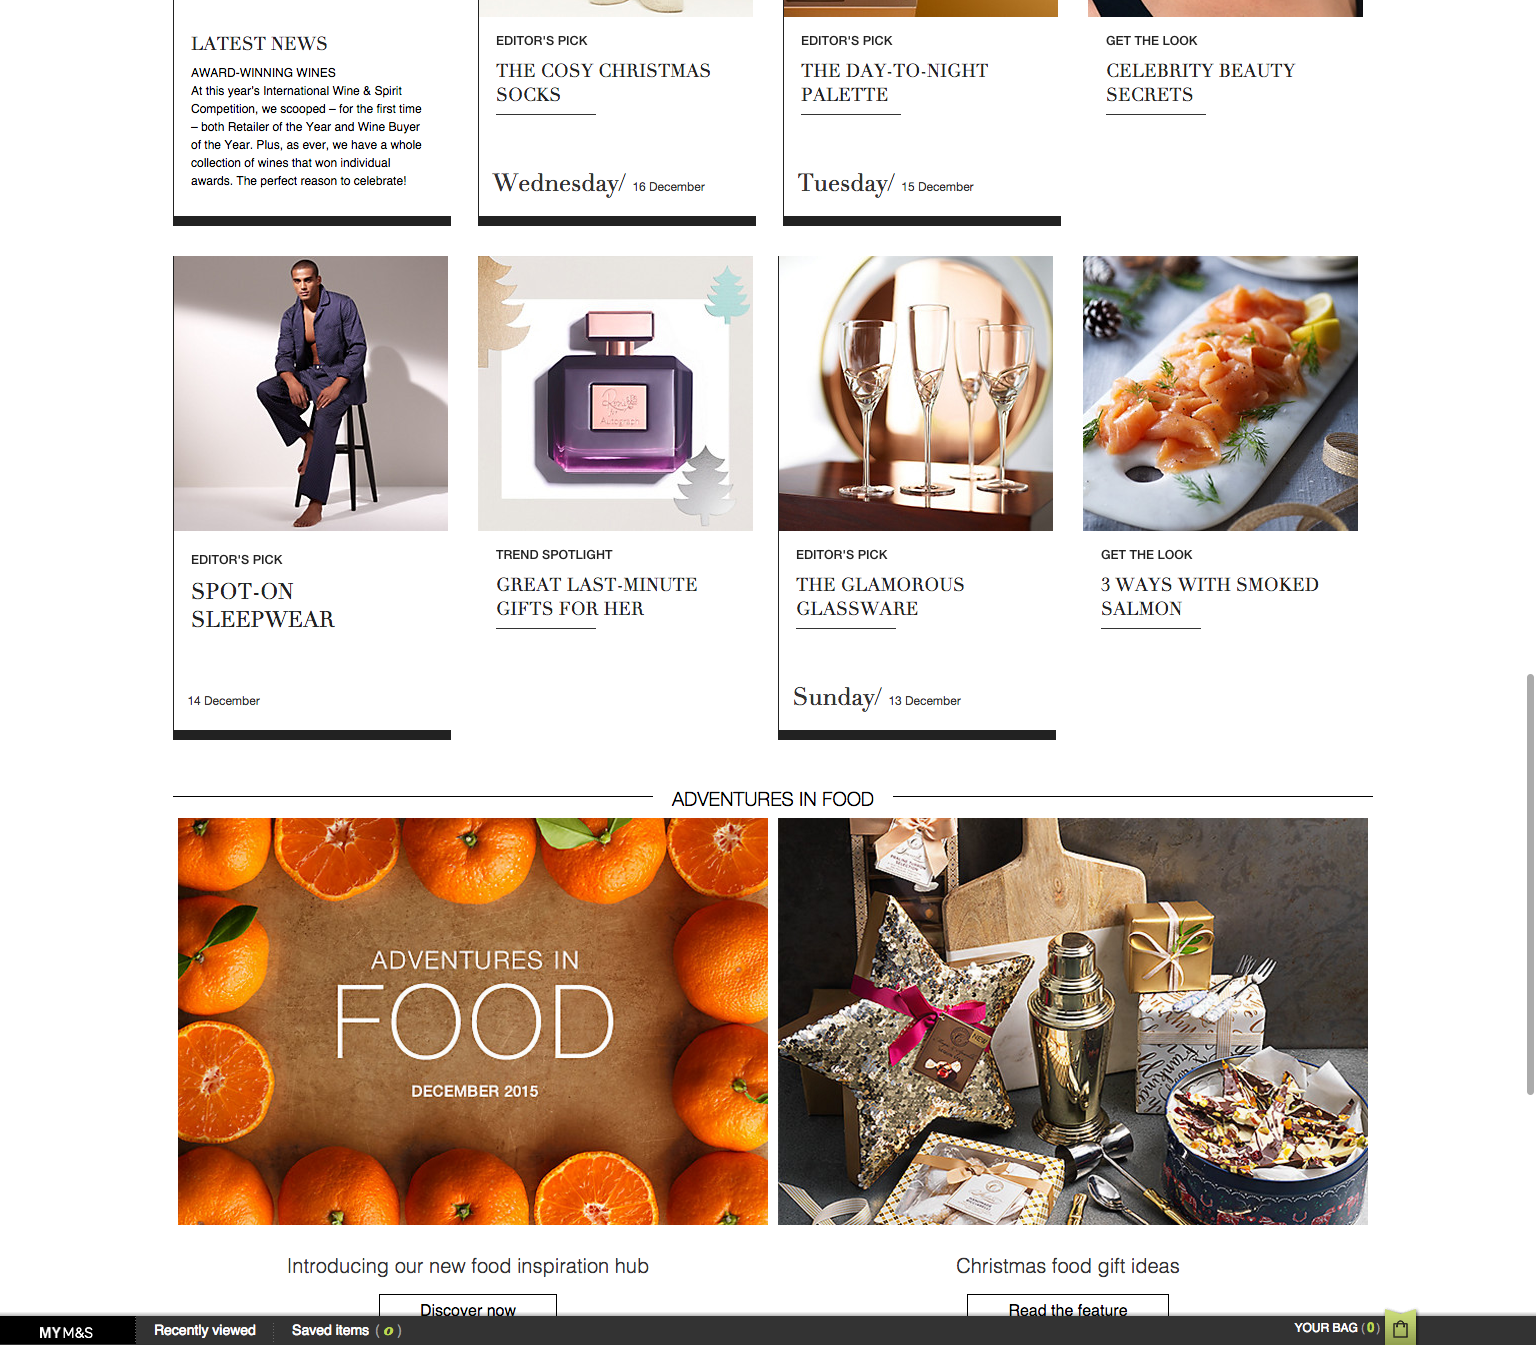 LATEST NEWS
AWARD-WINNING WINES
At this year's International Wine & Spirit
Competition, we scooped – for the first time
– both Retailer of the Year and Wine Buyer
of the Year. Plus, as ever, we have a whole
collection of wines that won individual
awards. The perfect reason to celebrate!
EDITOR'S PICK
THE COSY CHRISTMAS
SOCKS
Wednesday/ 16 December
EDITOR'S PICK
THE DAY-TO-NIGHT
PALETTE
Tuesday/ 15 December
GET THE LOOK
CELEBRITY BEAUTY
SECRETS
EDITOR'S PICK
SPOT-ON
SLEEPWEAR
14 December
Autograph
TREND SPOTLIGHT
GREAT LAST-MINUTE
GIFTS FOR HER
EDITOR'S PICK
THE GLAMOROUS
GLASSWARE
Sunday/ 13 December
GET THE LOOK
3 WAYS WITH SMOKED
SALMON
ADVENTURES IN FOOD
ADVENTURES IN
FOOD
DECEMBER 2015
Introducing our new food inspiration hub
Discover now
Christmas food gift ideas
Read the feature
MY M&S
Recently viewed
Saved items (0)
YOUR BAG (0)